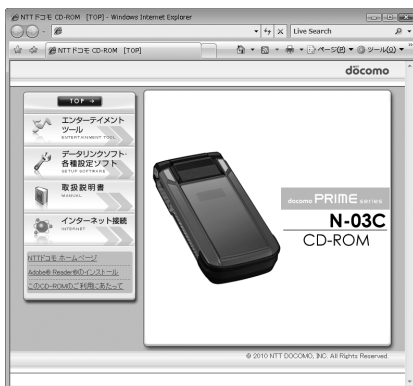 NTTドコモ CD-ROM [TOP] - Windows Internet Explorer
Live Search
NTTドコモ CD-ROM [TOP]
ページ(P) ツール(O)
döcomo
TOP →
エンターテイメント
ツール
ENTERTAINMENT TOOL
データリンクソフト・
各種設定ソフト
SETUP SOFTWARE
取扱説明書
MANUAL
インターネット接続
INTERNET
NTTドコモ ホームページ
Adobe® Reader®のインストール
このCD-ROMのご利用にあたって
docomo PRIME series
N-03C
CD-ROM
© 2010 NTT DOCOMO, INC. All Rights Reserved.